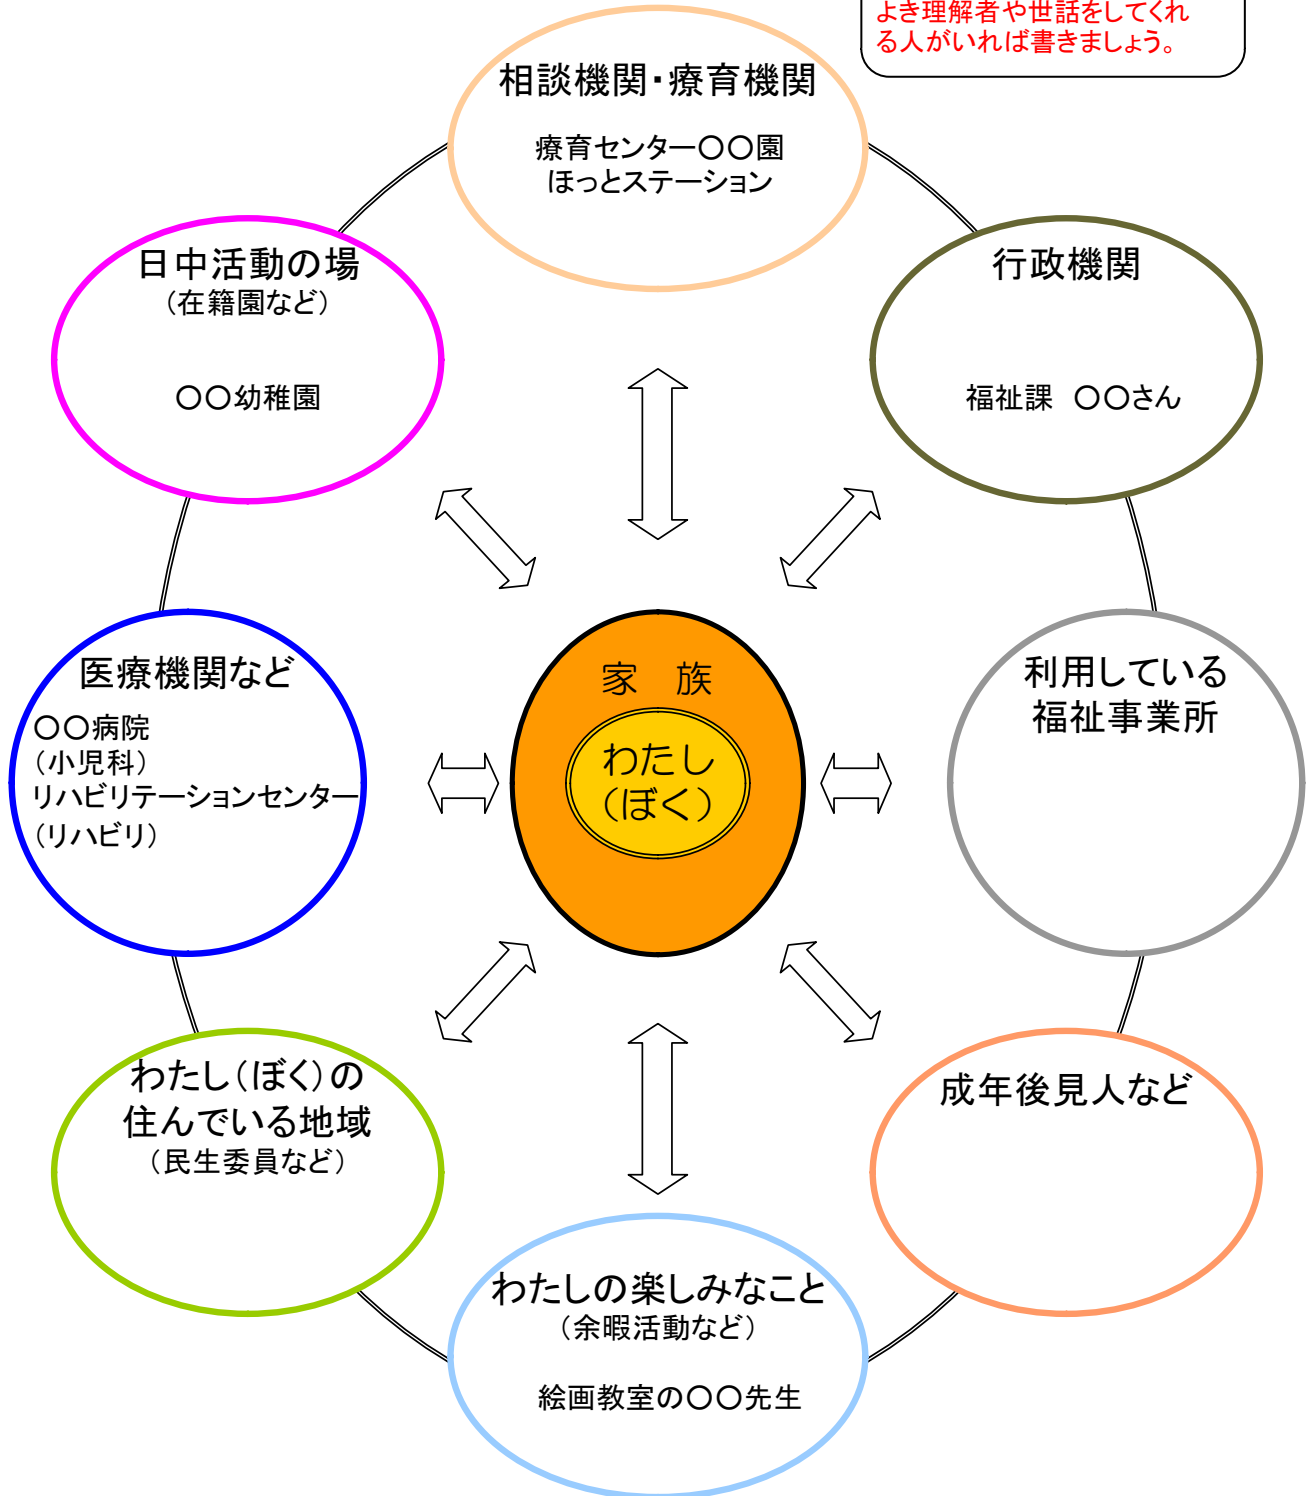 よき理解者や世話をしてくれ
る人がいれば書きましょう。
相談機関・療育機関
療育センター〇〇園
ほっとステーション
日中活動の場
（在籍園など）
〇〇幼稚園
行政機関
福祉課　〇〇さん
医療機関など
〇〇病院
（小児科）
リハビリテーションセンター
（リハビリ）
家　族
わたし
（ぼく）
利用している
福祉事業所
わたし（ぼく）の
住んでいる地域
（民生委員など）
成年後見人など
わたしの楽しみなこと
（余暇活動など）
絵画教室の〇〇先生